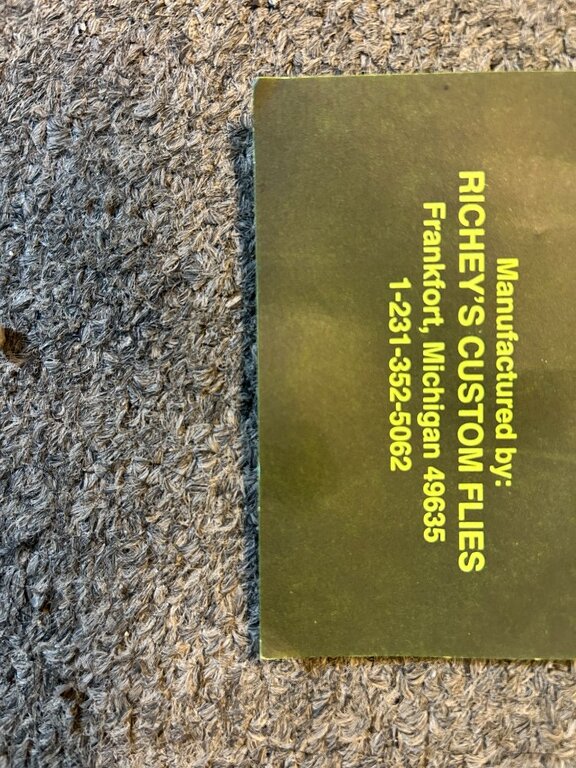 Manufactured by:
RICHEY'S CUSTOM FLIES
Frankfort, Michigan 49635
1-231-352-5062